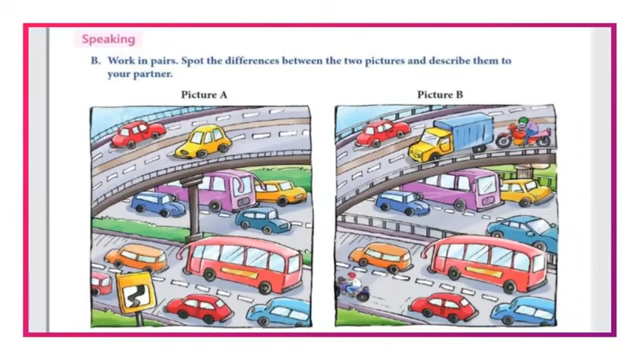 Speaking
B. Work in pairs. Spot the differences between the two pictures and describe them to
your partner.
Picture A
Picture B